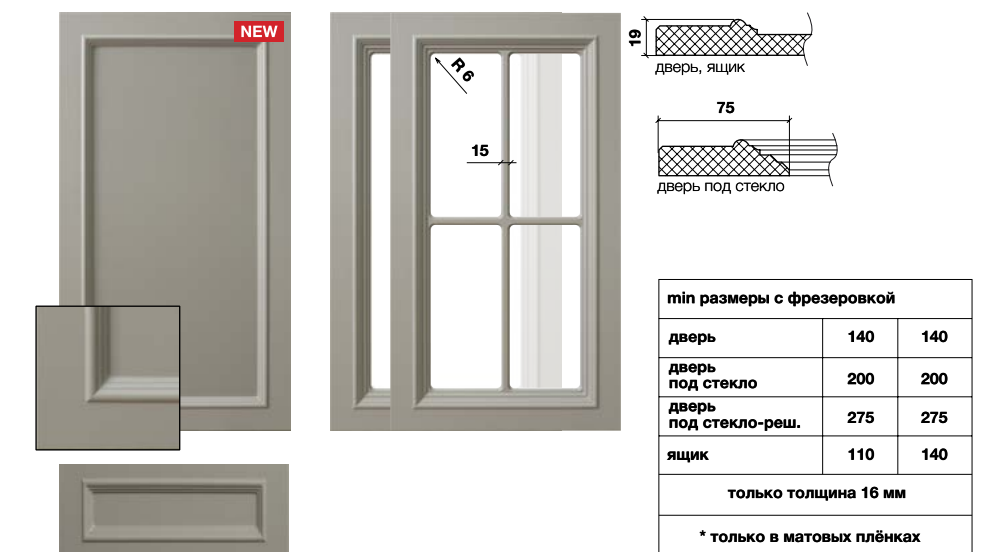 NEW
R 6
15
19
дверь, ящик
75
дверь под стекло
min размеры с фрезеровкой
дверь 140 140
дверь
под стекло 200 200
дверь
под стекло-реш. 275 275
ящик 110 140
только толщина 16 мм
* только в матовых плёнках